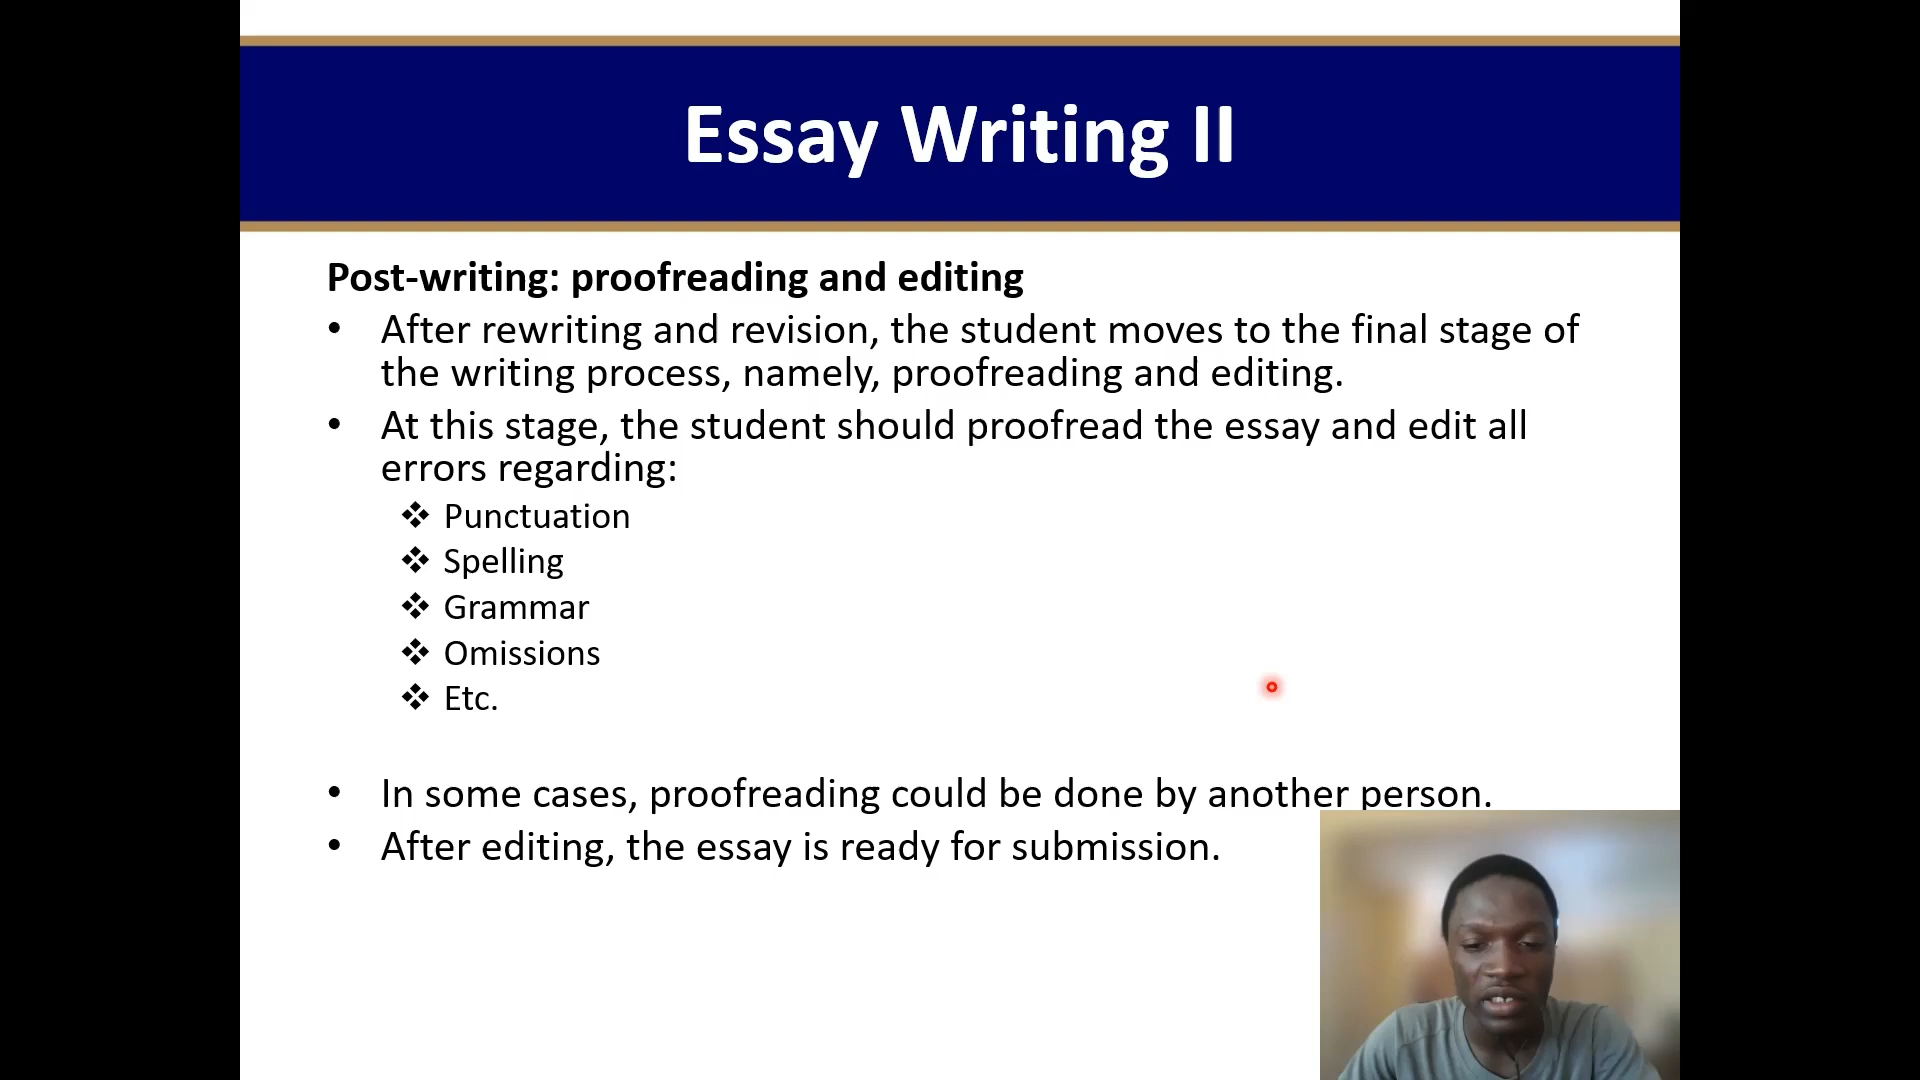 Essay Writing II
Post-writing: proofreading and editing
• After rewriting and revision, the student moves to the final stage of
the writing process, namely, proofreading and editing.
• At this stage, the student should proofread the essay and edit all
errors regarding:
❖ Punctuation
❖ Spelling
❖ Grammar
❖ Omissions
❖ Etc.
• In some cases, proofreading could be done by another person.
• After editing, the essay is ready for submission.